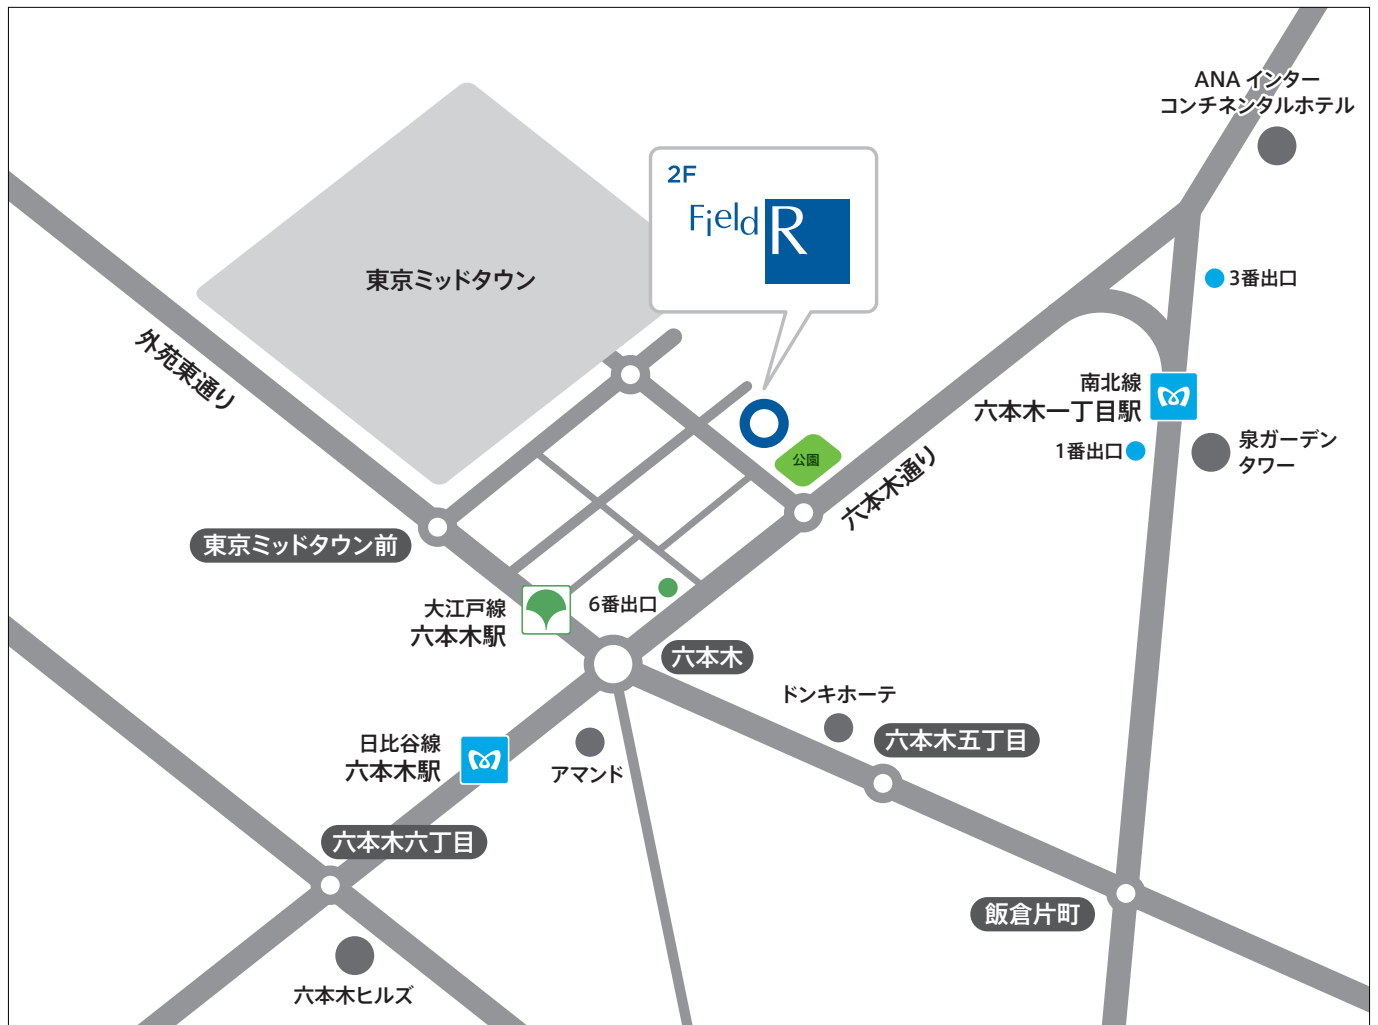 ANA インター
コンチネンタルホテル
2F
Field R
東京ミッドタウン
3番出口
外苑東通り
南北線
六本木一丁目駅
1番出口
泉ガーデン
タワー
公園
六本木通り
東京ミッドタウン前
大江戸線
六本木駅
6番出口
六本木
ドンキホーテ
六本木五丁目
日比谷線
六本木駅
アマンド
六本木六丁目
飯倉片町
六本木ヒルズ